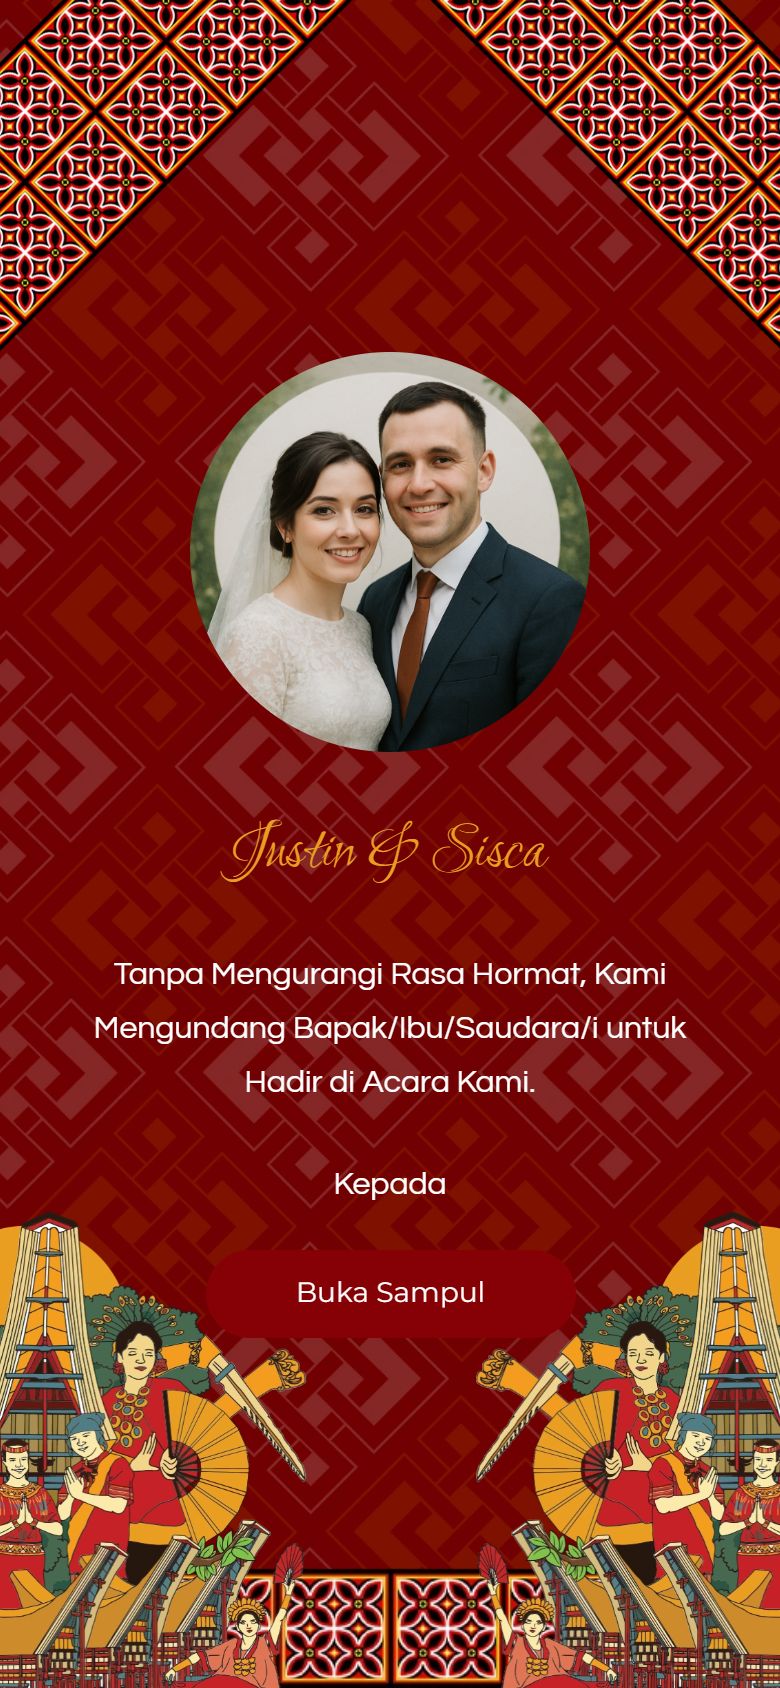 Justin & Sisca
Tanpa Mengurangi Rasa Hormat, Kami
Mengundang Bapak/Ibu/Saudara/i untuk
Hadir di Acara Kami.
Kepada
Buka Sampul